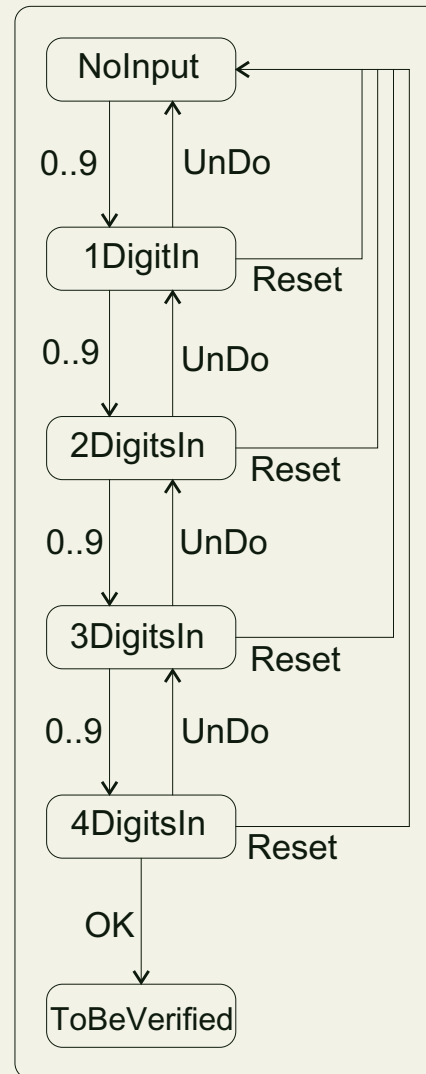 NoInput
0..9 UnDo
1DigitIn
Reset
0..9 UnDo
2DigitsIn
Reset
0..9 UnDo
3DigitsIn
Reset
0..9 UnDo
4DigitsIn
Reset
OK
ToBeVerified